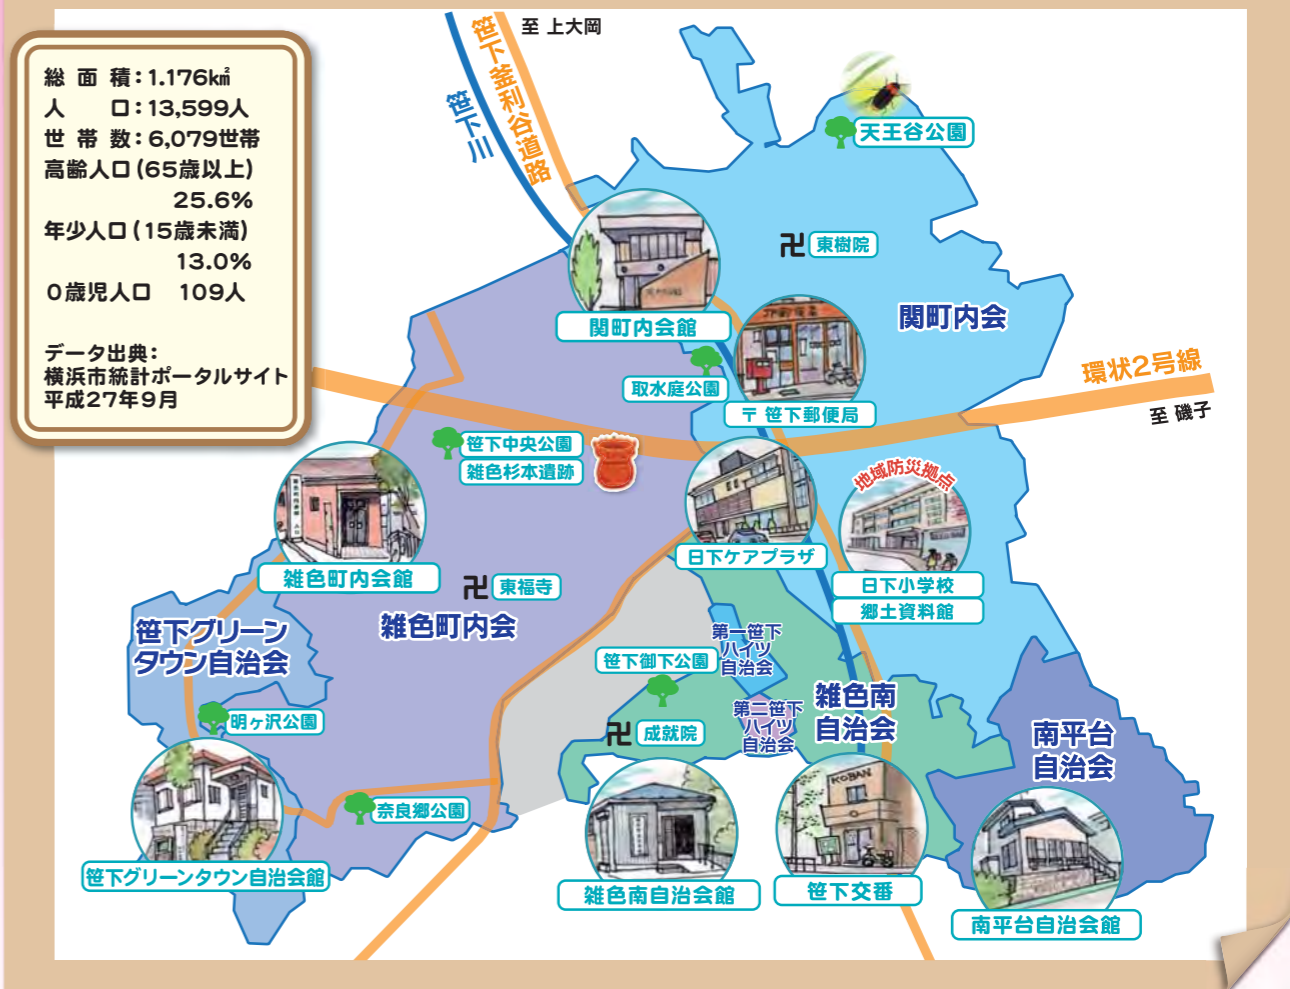 総面積：1.176k㎡
人口：13,599人
世帯数：6,079世帯
高齢人口(65歳以上)
25.6%
年少人口(15歳未満)
13.0%
0歳児人口 109人
データ出典：
横浜市統計ポータルサイト
平成27年9月
至 上大岡
笹下釜利谷道路
笹下川
天王谷公園
東樹院
関町内会
関町内会館
取水庭公園
〒笹下郵便局
環状2号線
至 磯子
笹下中央公園
雑色杉本遺跡
地域防災拠点
日下ケアプラザ
日下小学校
郷土資料館
雑色町内会館
東福寺
雑色町内会
笹下グリーン
タウン自治会
第一笹下
ハイツ
自治会
笹下御下公園
雑色南
自治会
第二笹下
ハイツ
自治会
成就院
南平台
自治会
明ヶ沢公園
奈良郷公園
KOBAN
笹下グリーンタウン自治会館
雑色南自治会館
笹下交番
南平台自治会館